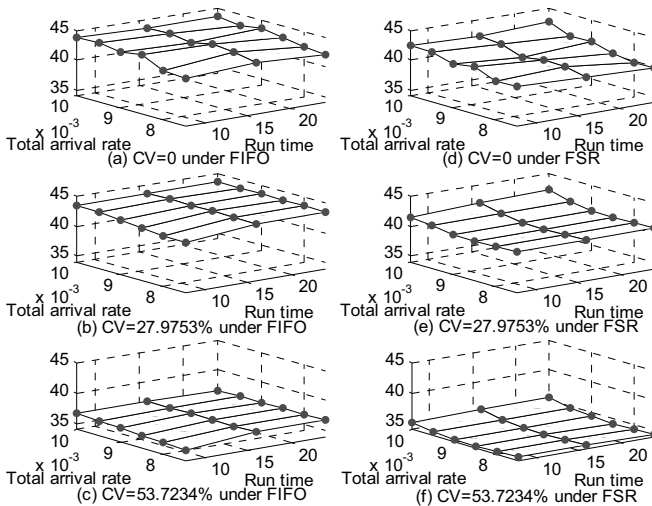 45
40
35
10
x 10-3
9
8
10
15
20
Total arrival rate
Run time
(a) CV=0 under FIFO
45
40
35
10
x 10-3
9
8
10
15
20
Total arrival rate
Run time
(d) CV=0 under FSR
45
40
35
10
x 10-3
9
8
10
15
20
Total arrival rate
Run time
(b) CV=27.9753% under FIFO
45
40
35
10
x 10-3
9
8
10
15
20
Total arrival rate
Run time
(e) CV=27.9753% under FSR
45
40
35
10
x 10-3
9
8
10
15
20
Total arrival rate
Run time
(c) CV=53.7234% under FIFO
45
40
35
10
x 10-3
9
8
10
15
20
Total arrival rate
Run time
(f) CV=53.7234% under FSR